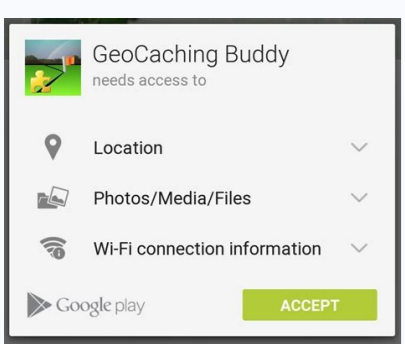 GeoCaching Buddy
needs access to
Location
Photos/Media/Files
Wi-Fi connection information
Google play
ACCEPT